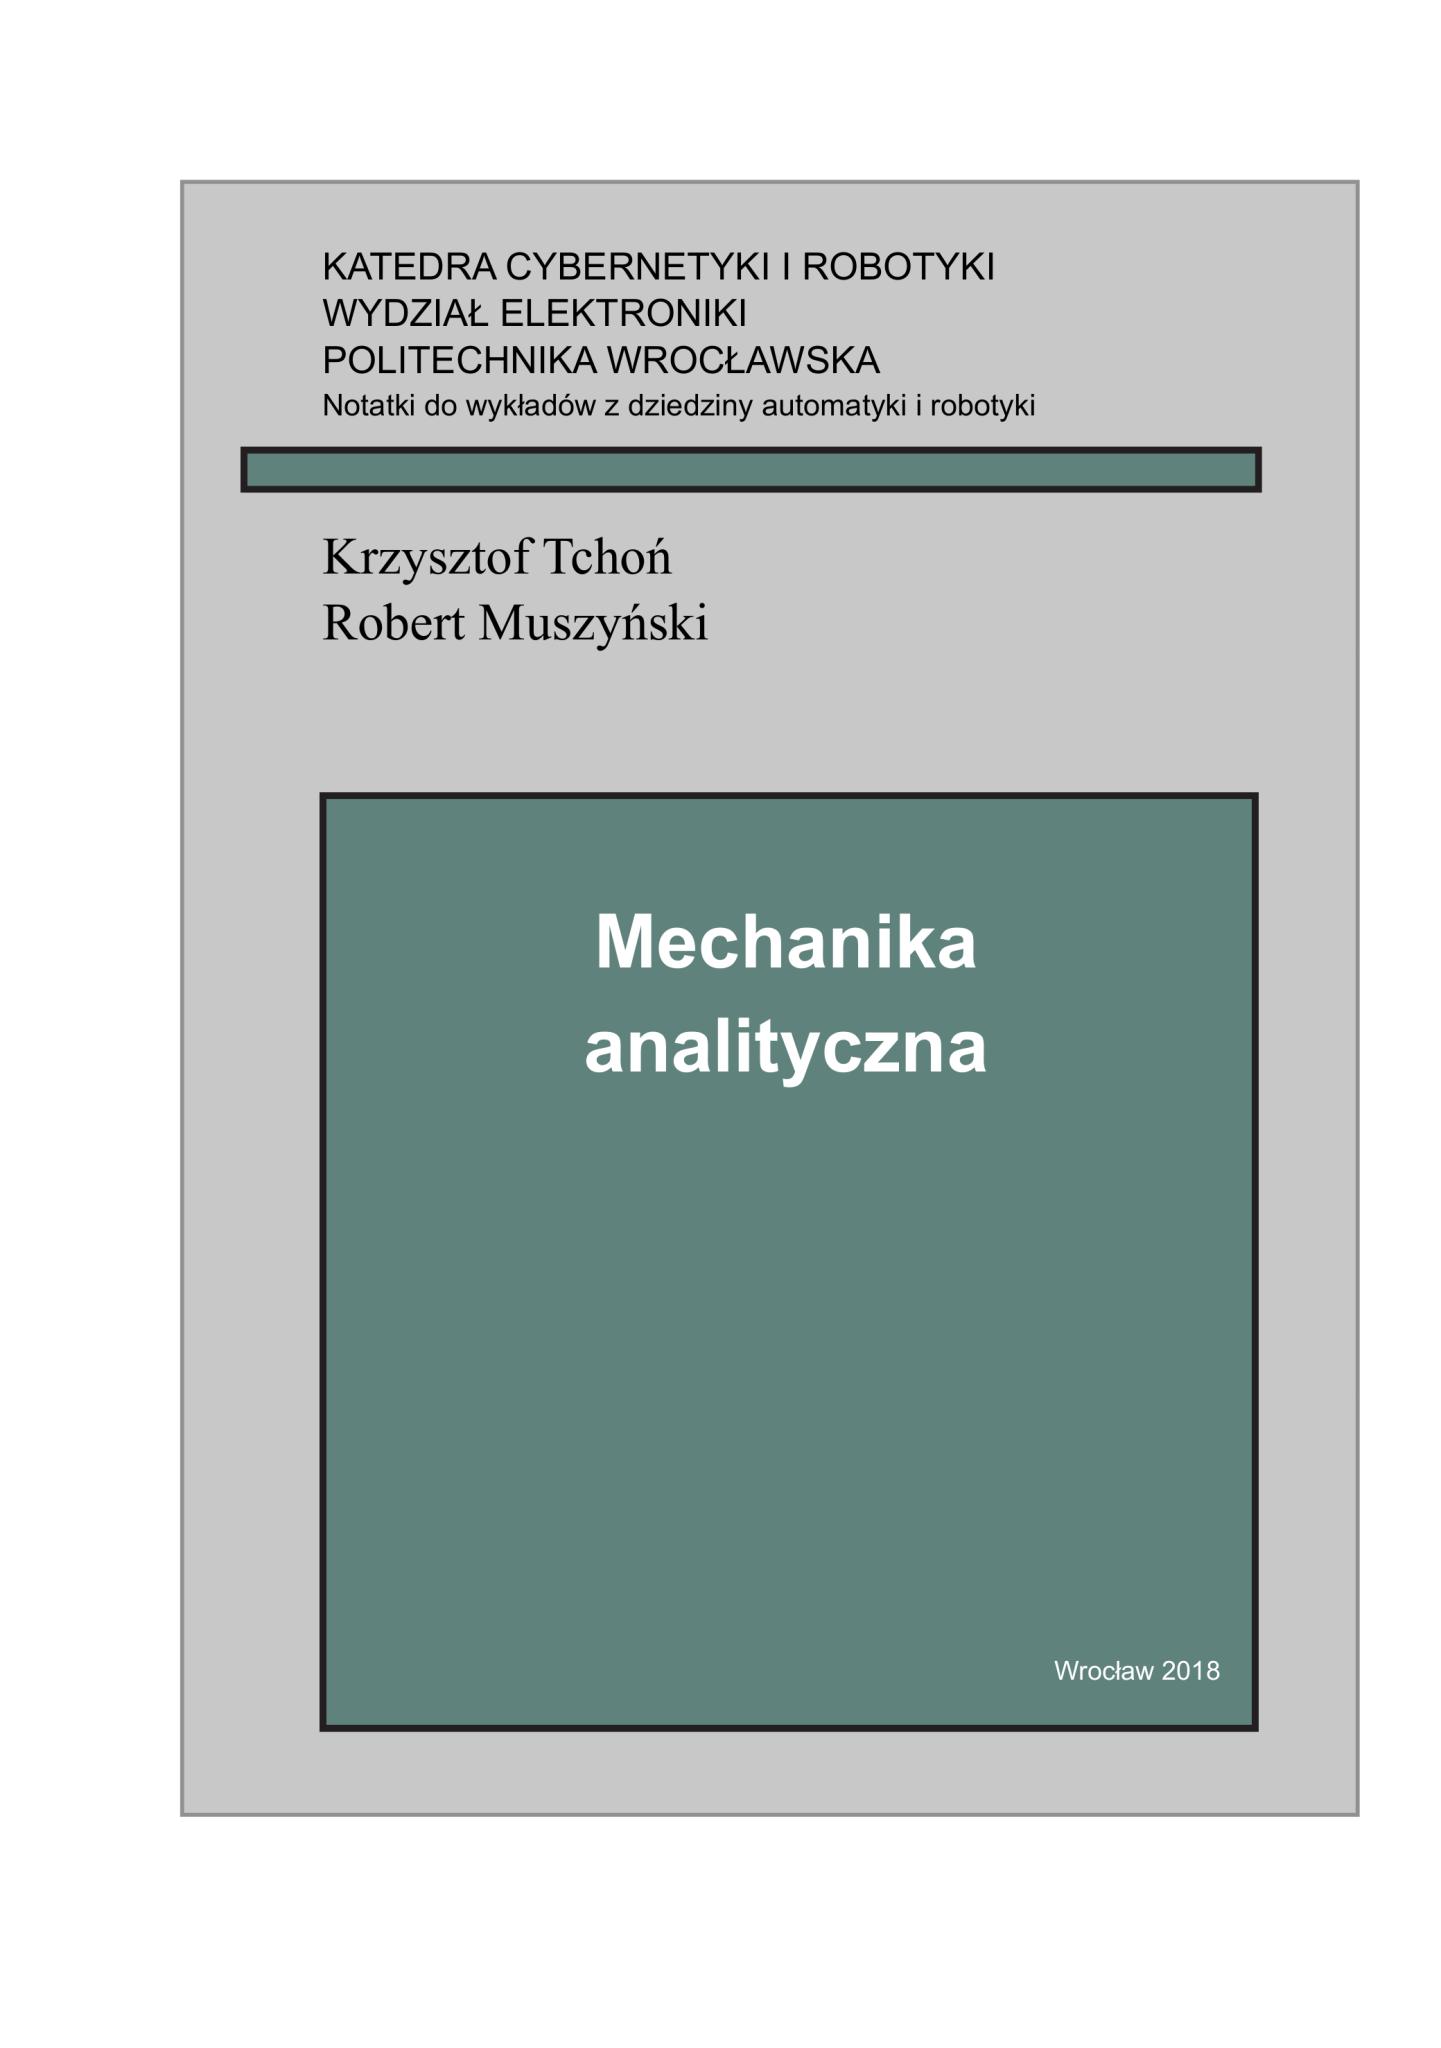 KATEDRA CYBERNETYKI I ROBOTYKI
WYDZIAŁ ELEKTRONIKI
POLITECHNIKA WROCŁAWSKA
Notatki do wykładów z dziedziny automatyki i robotyki
Krzysztof Tchoń
Robert Muszyński
Mechanika
analityczna
Wrocław 2018